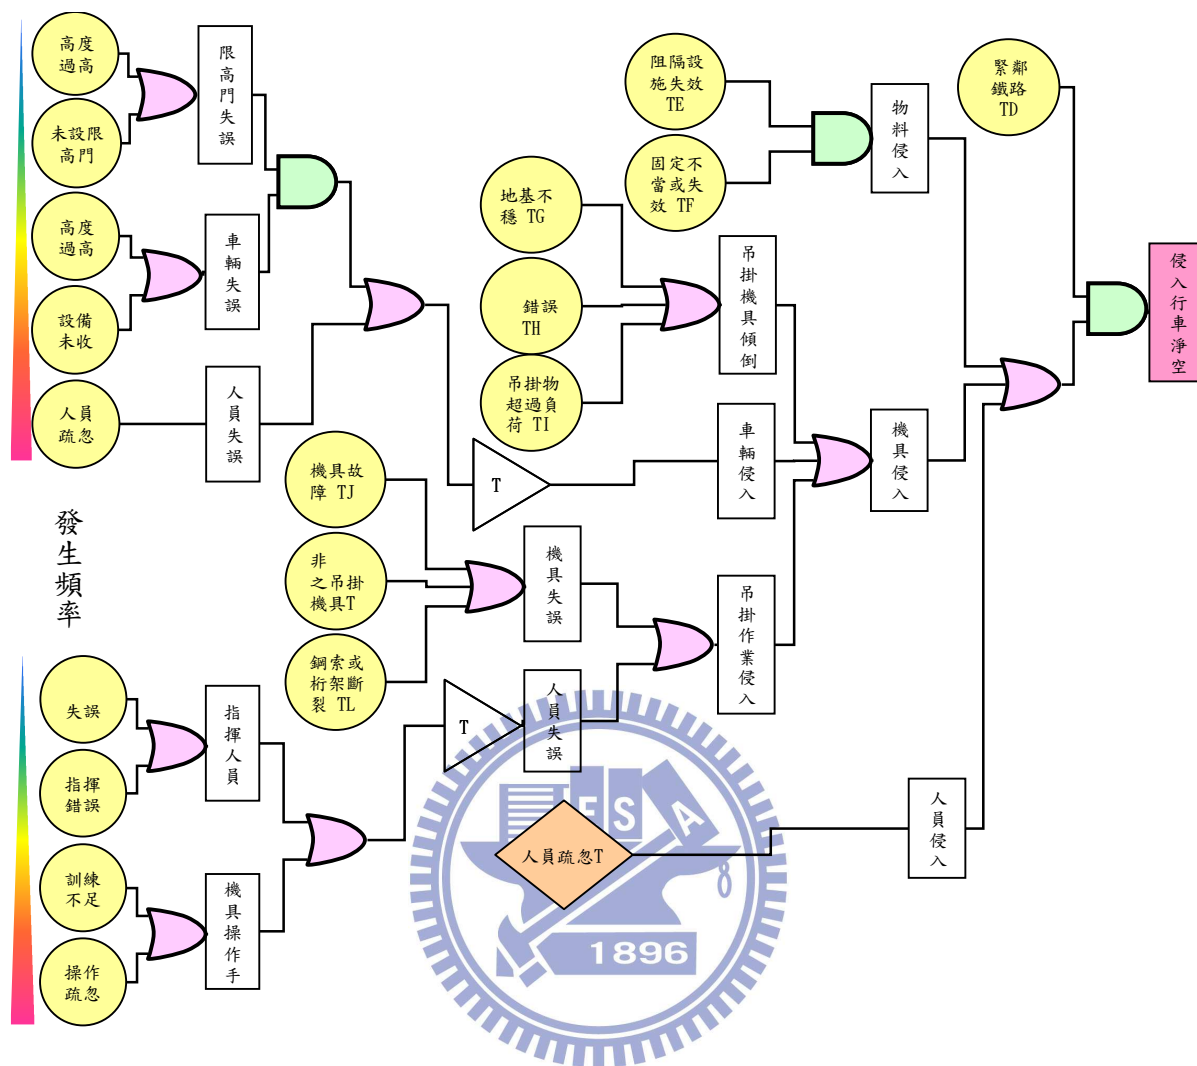 高度
過高
未設限
高門
限高門失誤
高度
過高
設備
未收
車輛失誤
人員
疏忽
人員失誤
阻隔設
施失效
TE
固定不
當或失
效 TF
物料侵入
緊鄰
鐵路
TD
侵入行車淨空
地基不
穩 TG
錯誤
TH
吊掛物
超過負
荷 TI
吊掛機具傾倒
T
車輛侵入
機具侵入
機具故
障 TJ
非
之吊掛
機具T
鋼索或
桁架斷
裂 TL
機具失誤
吊掛作業侵入
發生頻率
失誤
指揮
錯誤
指揮人員
T
人員失誤
訓練
不足
操作
疏忽
機具操作手
人員疏忽T
人員侵入
E S A
1896